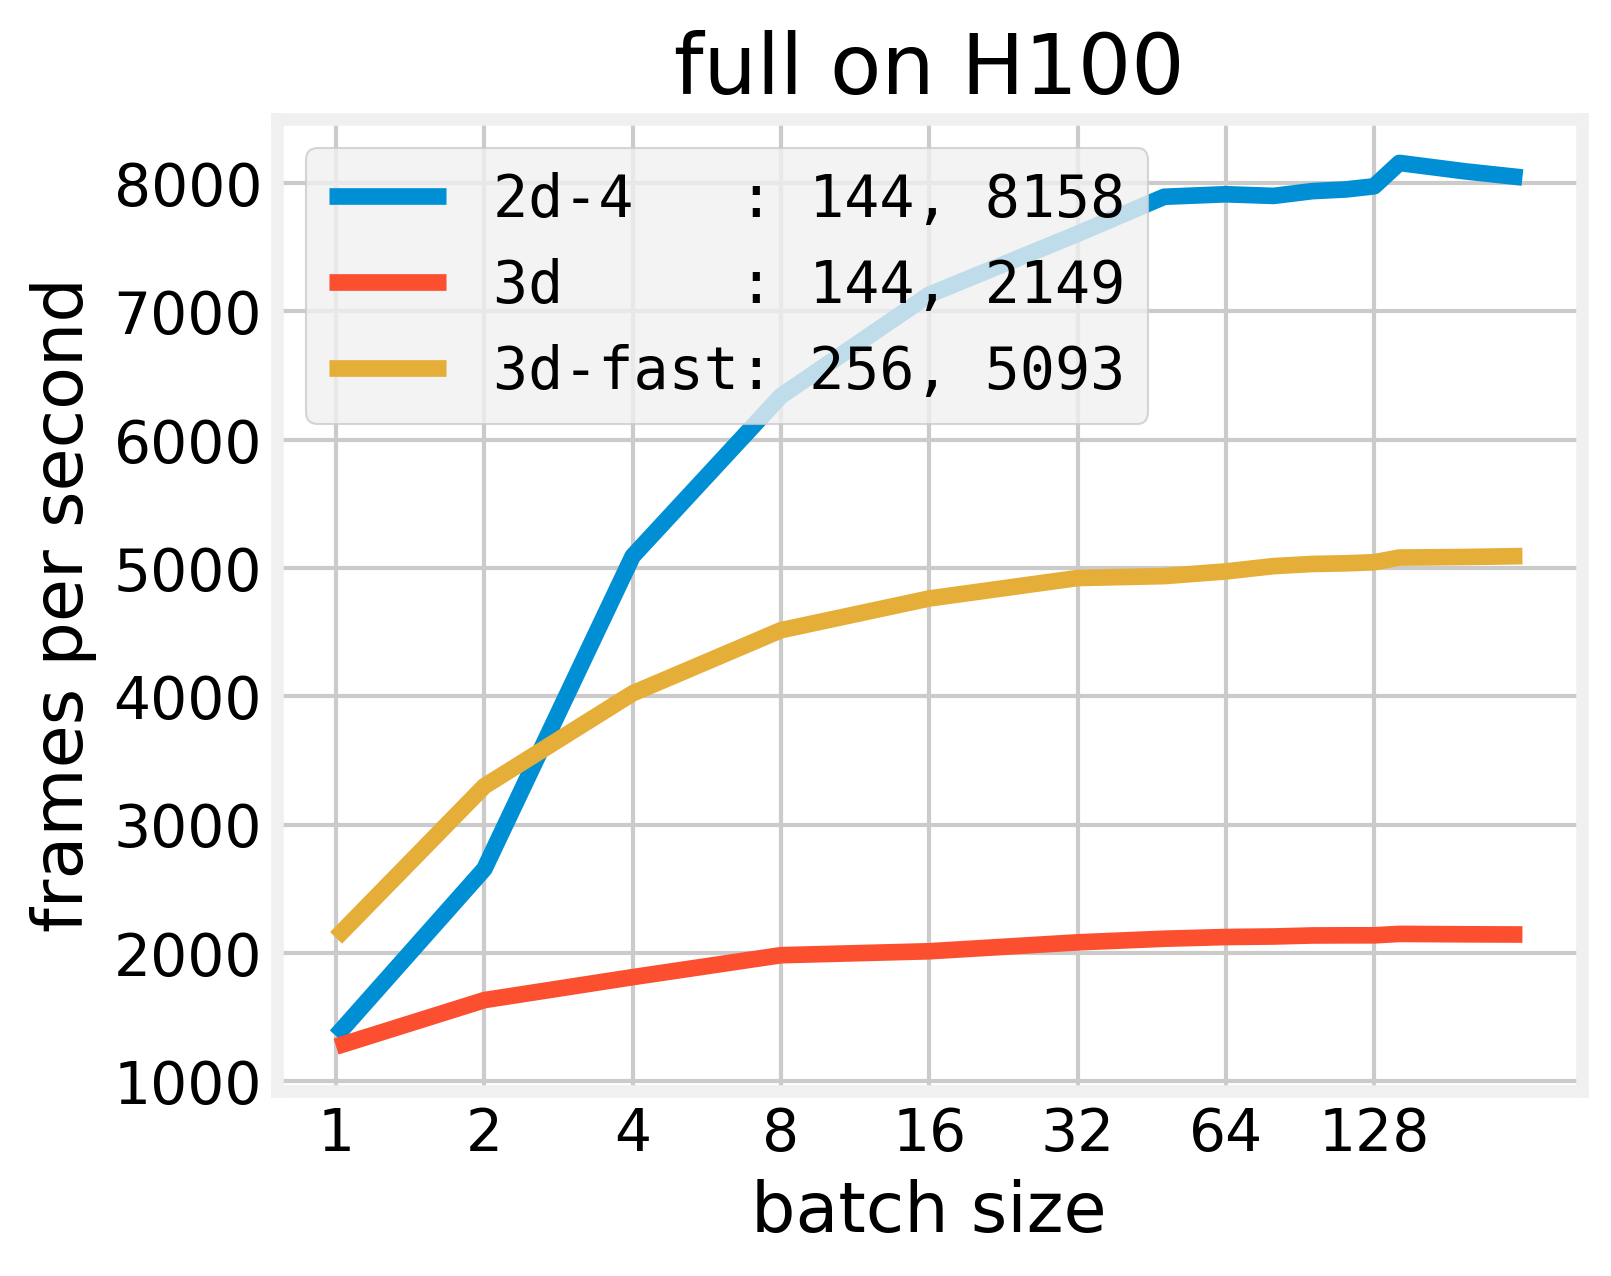 full on H100
frames per second
8000
7000
6000
5000
4000
3000
2000
1000
2d-4   : 144, 8158
3d     : 144, 2149
3d-fast: 256, 5093
1 2 4 8 16 32 64 128
batch size